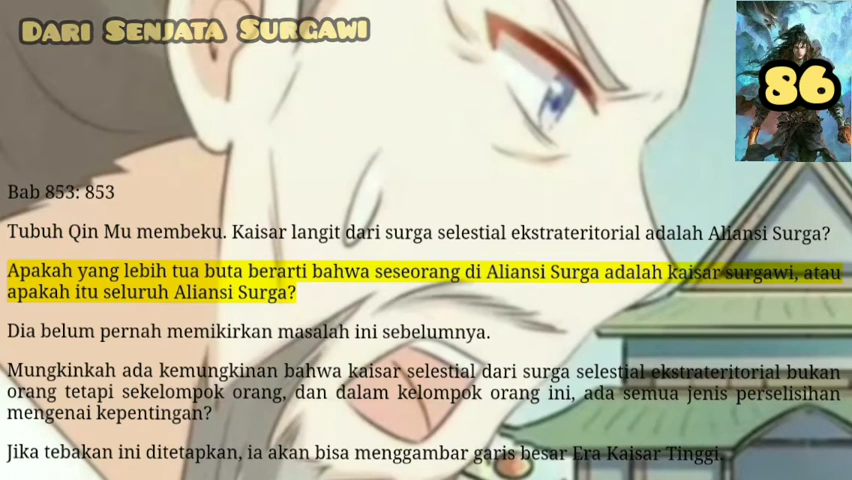 Dari Senjata Surgawi
86
Bab 853: 853
Tubuh Qin Mu membeku. Kaisar langit dari surga selestial ekstrateritorial adalah Aliansi Surga?
Apakah yang lebih tua buta berarti bahwa seseorang di Aliansi Surga adalah kaisar surgawi, atau
apakah itu seluruh Aliansi Surga?
Dia belum pernah memikirkan masalah ini sebelumnya.
Mungkinkah ada kemungkinan bahwa kaisar selestial dari surga selestial ekstrateritorial bukan
orang tetapi sekelompok orang, dan dalam kelompok orang ini, ada semua jenis perselisihan
mengenai kepentingan?
Jika tebakan ini ditetapkan, ia akan bisa menggambar garis besar Era Kaisar Tinggi.